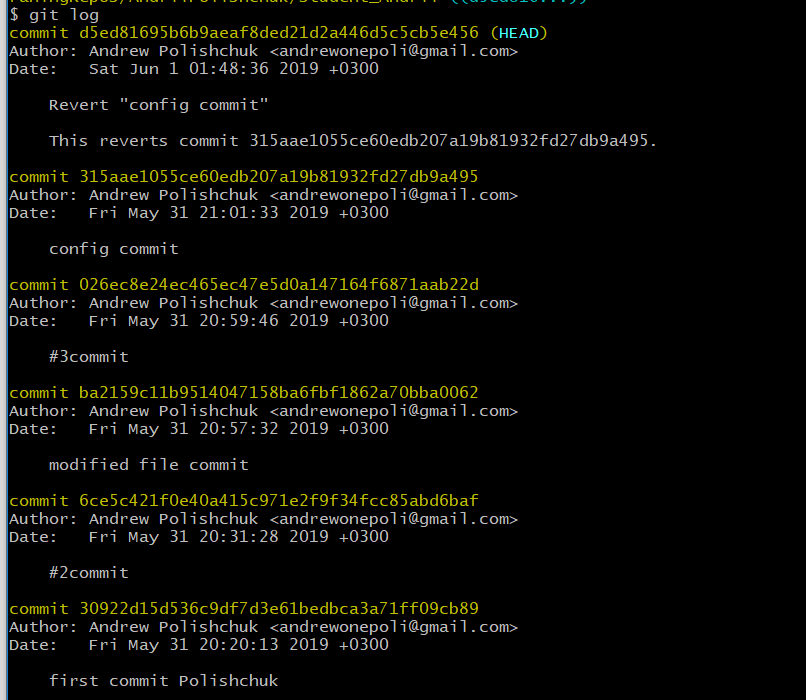 $ git log
commit d5ed81695b6b9aeaf8ded21d2a446d5c5cb5e456 (HEAD)
Author: Andrew Polishchuk <andrewonepoli@gmail.com>
Date:   Sat Jun 1 01:48:36 2019 +0300
Revert "config commit"
This reverts commit 315aae1055ce60edb207a19b81932fd27db9a495.
commit 315aae1055ce60edb207a19b81932fd27db9a495
Author: Andrew Polishchuk <andrewonepoli@gmail.com>
Date:   Fri May 31 21:01:33 2019 +0300
config commit
commit 026ec8e24ec465ec47e5d0a147164f6871aab22d
Author: Andrew Polishchuk <andrewonepoli@gmail.com>
Date:   Fri May 31 20:59:46 2019 +0300
#3commit
commit ba2159c11b9514047158ba6fbf1862a70bba0062
Author: Andrew Polishchuk <andrewonepoli@gmail.com>
Date:   Fri May 31 20:57:32 2019 +0300
modified file commit
commit 6ce5c421f0e40a415c971e2f9f34fcc85abd6baf
Author: Andrew Polishchuk <andrewonepoli@gmail.com>
Date:   Fri May 31 20:31:28 2019 +0300
#2commit
commit 30922d15d536c9df7d3e61bedbca3a71ff09cb89
Author: Andrew Polishchuk <andrewonepoli@gmail.com>
Date:   Fri May 31 20:20:13 2019 +0300
first commit Polishchuk